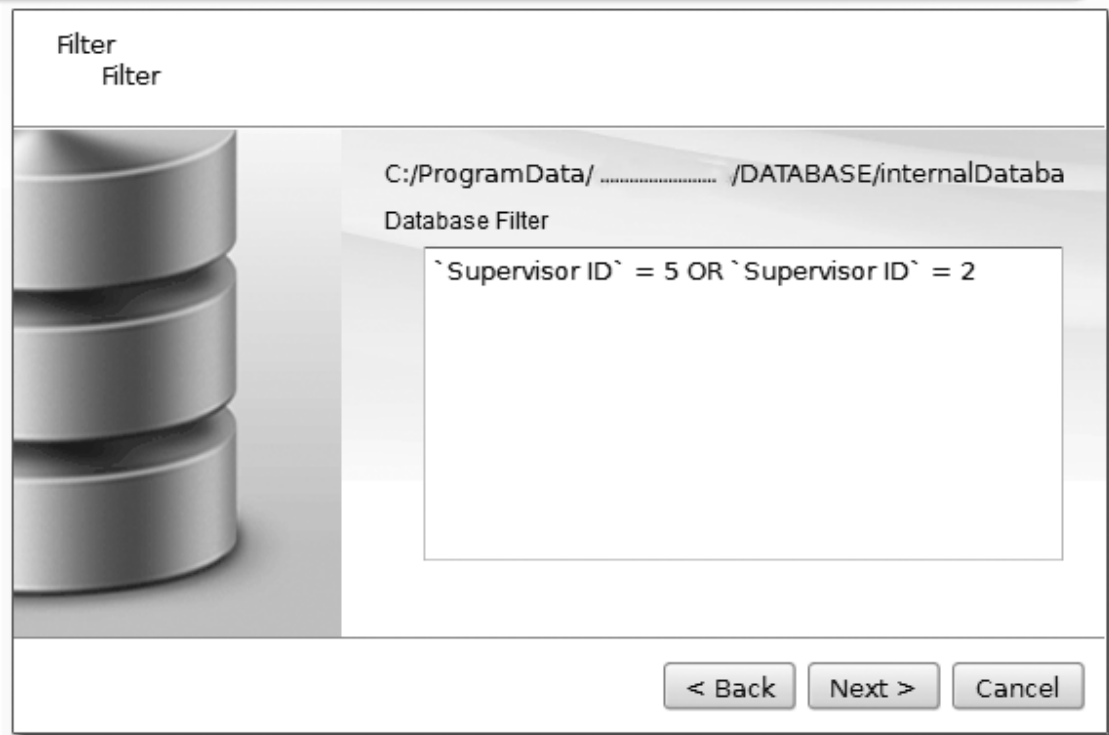 Filter
Filter
C:/ProgramData/ ......................... /DATABASE/internalDataba
Database Filter
`Supervisor ID` = 5 OR `Supervisor ID` = 2
< Back Next > Cancel